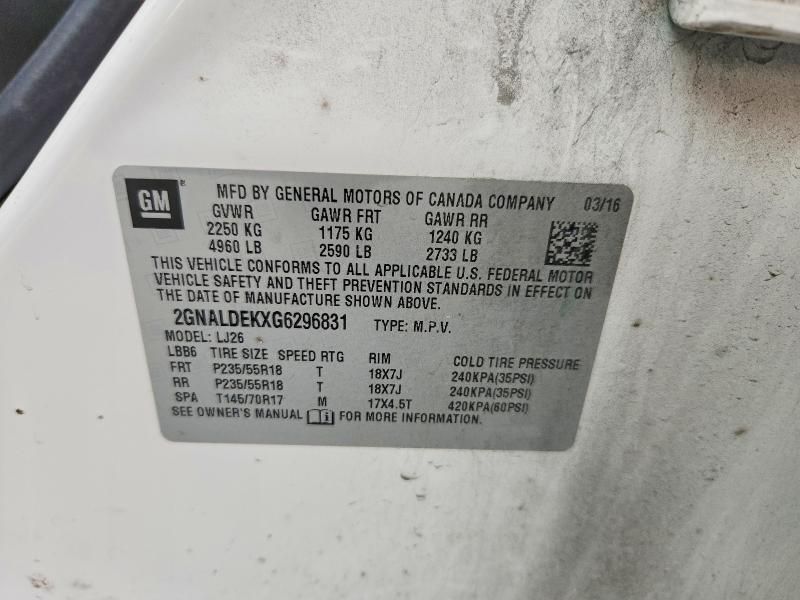 GM ® MFD BY GENERAL MOTORS OF CANADA COMPANY 03/16
GVWR GAWR FRT GAWR RR
2250 KG 1175 KG 1240 KG
4960 LB 2590 LB 2733 LB
THIS VEHICLE CONFORMS TO ALL APPLICABLE U.S. FEDERAL MOTOR
VEHICLE SAFETY AND THEFT PREVENTION STANDARDS IN EFFECT ON
THE DATE OF MANUFACTURE SHOWN ABOVE.
2GNALDEKXG6296831 TYPE: M.P.V.
MODEL: LJ26
LBB6 TIRE SIZE SPEED RTG RIM COLD TIRE PRESSURE
FRT P235/55R18 T 18X7J 240KPA(35PSI)
RR P235/55R18 T 18X7J 240KPA(35PSI)
SPA T145/70R17 M 17X4.5T 420KPA(60PSI)
SEE OWNER'S MANUAL i FOR MORE INFORMATION.